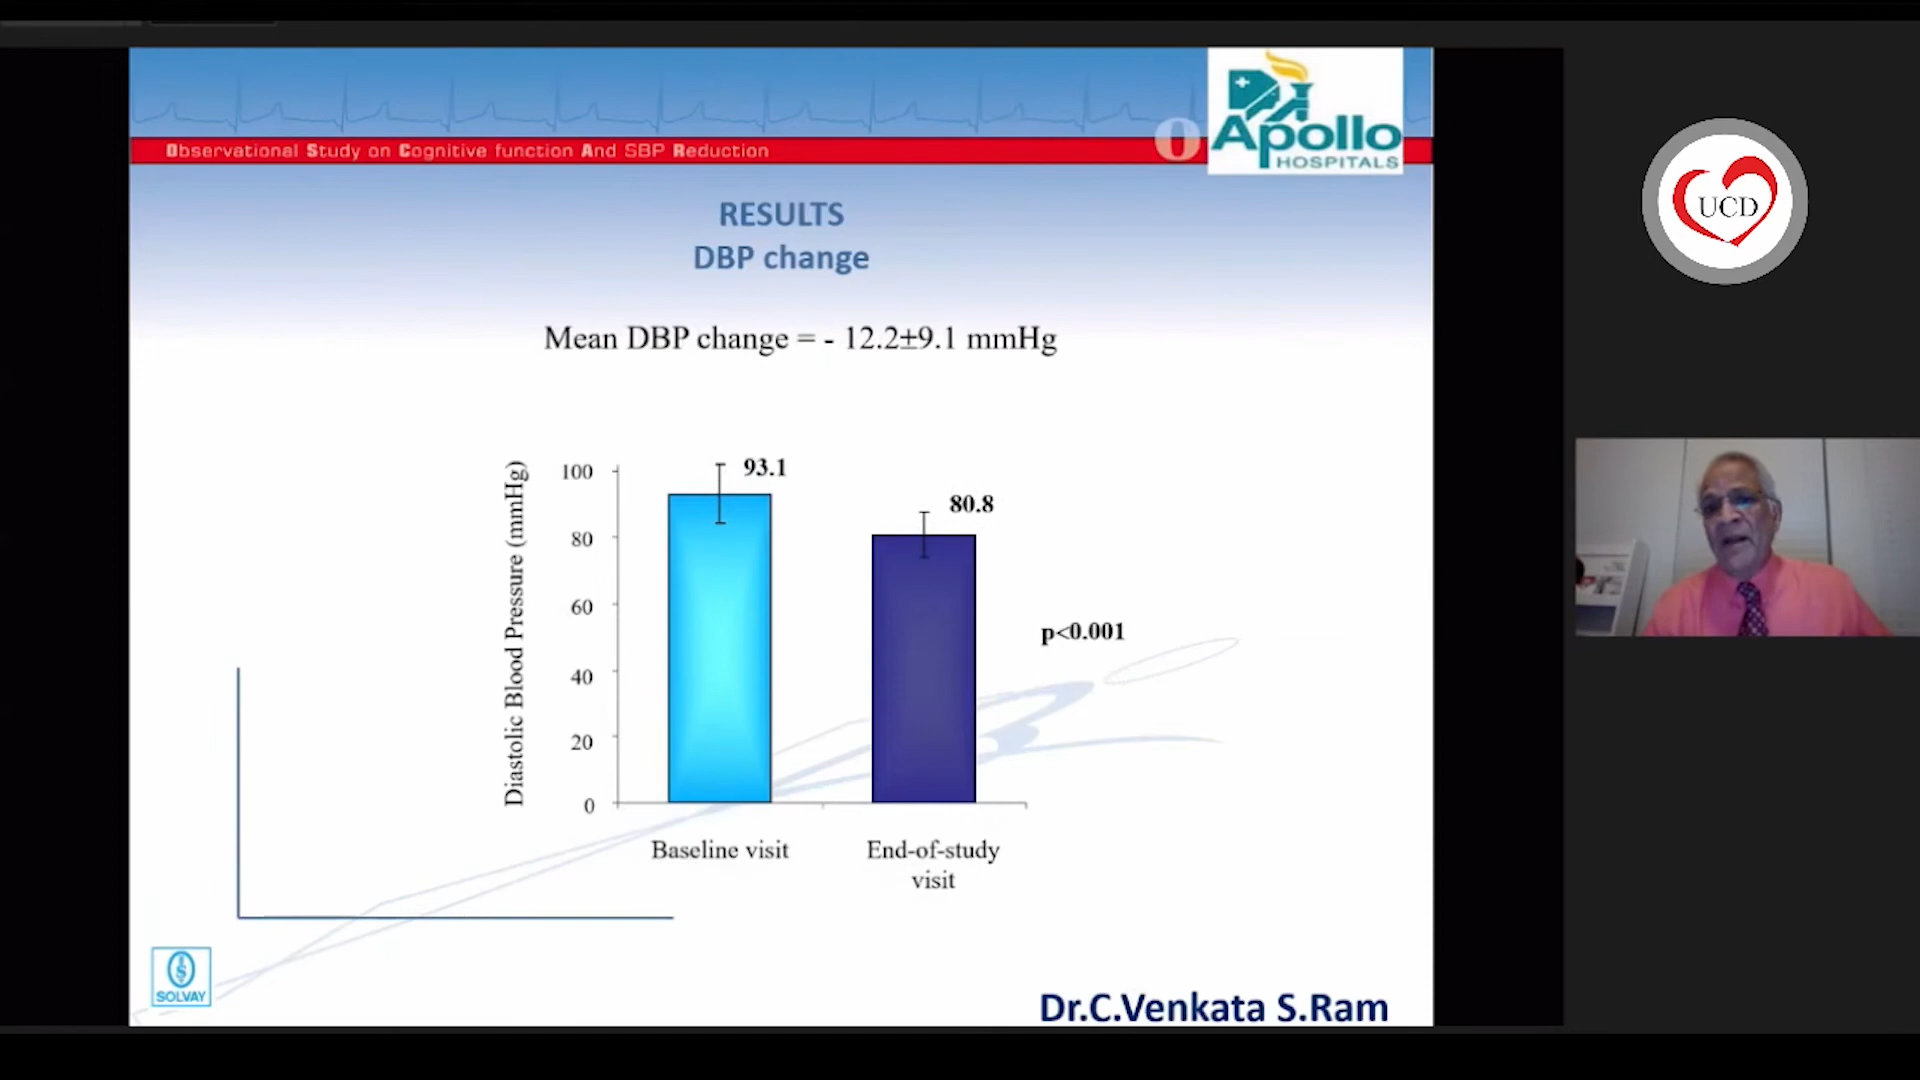 Observational Study on Cognitive function And SBP Reduction
O
Apollo
HOSPITALS
UCD
RESULTS
DBP change
Mean DBP change = - 12.2±9.1 mmHg
Diastolic Blood Pressure (mmHg)
100
80
60
40
20
0
93.1
80.8
p<0.001
Baseline visit
End-of-study
visit
SOLVAY
Dr.C.Venkata S.Ram